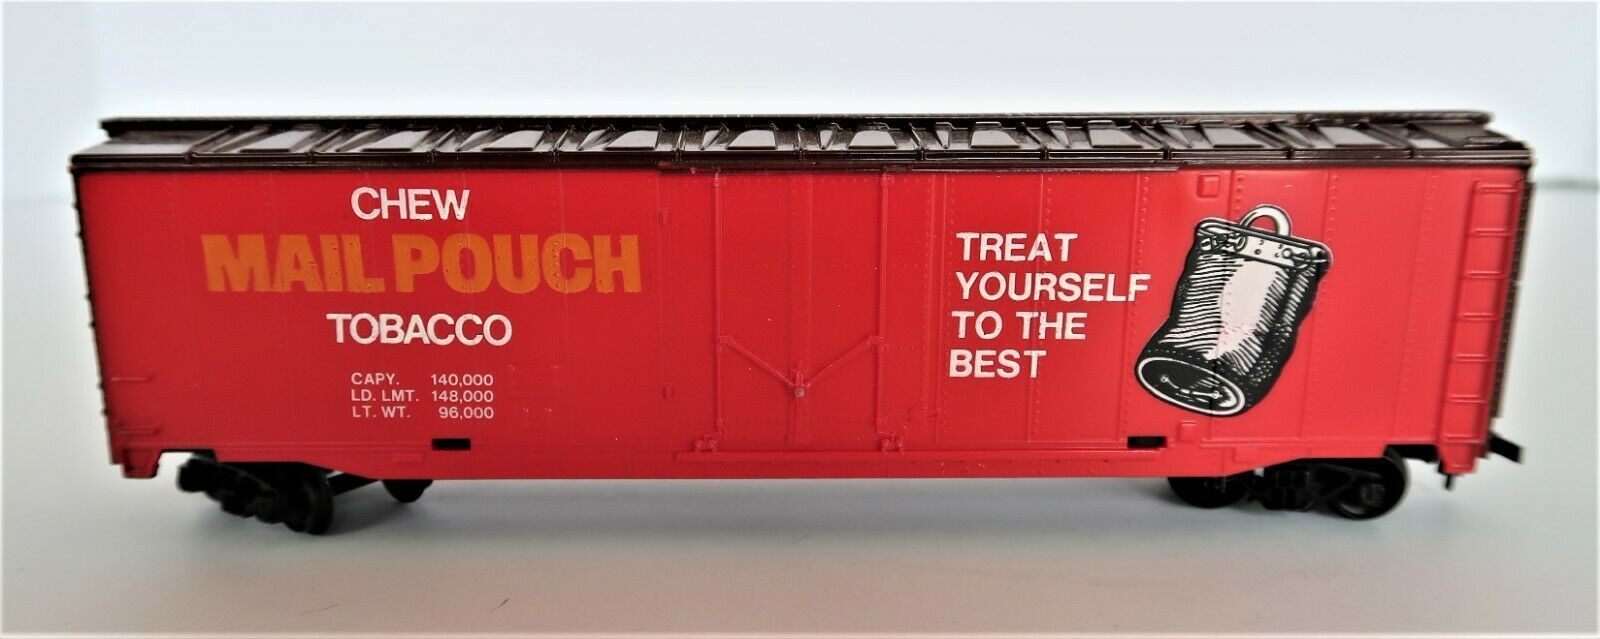 CHEW
MAIL POUCH
TOBACCO
CAPY. 140,000
LD. LMT. 148,000
LT. WT. 96,000
TREAT
YOURSELF
TO THE
BEST